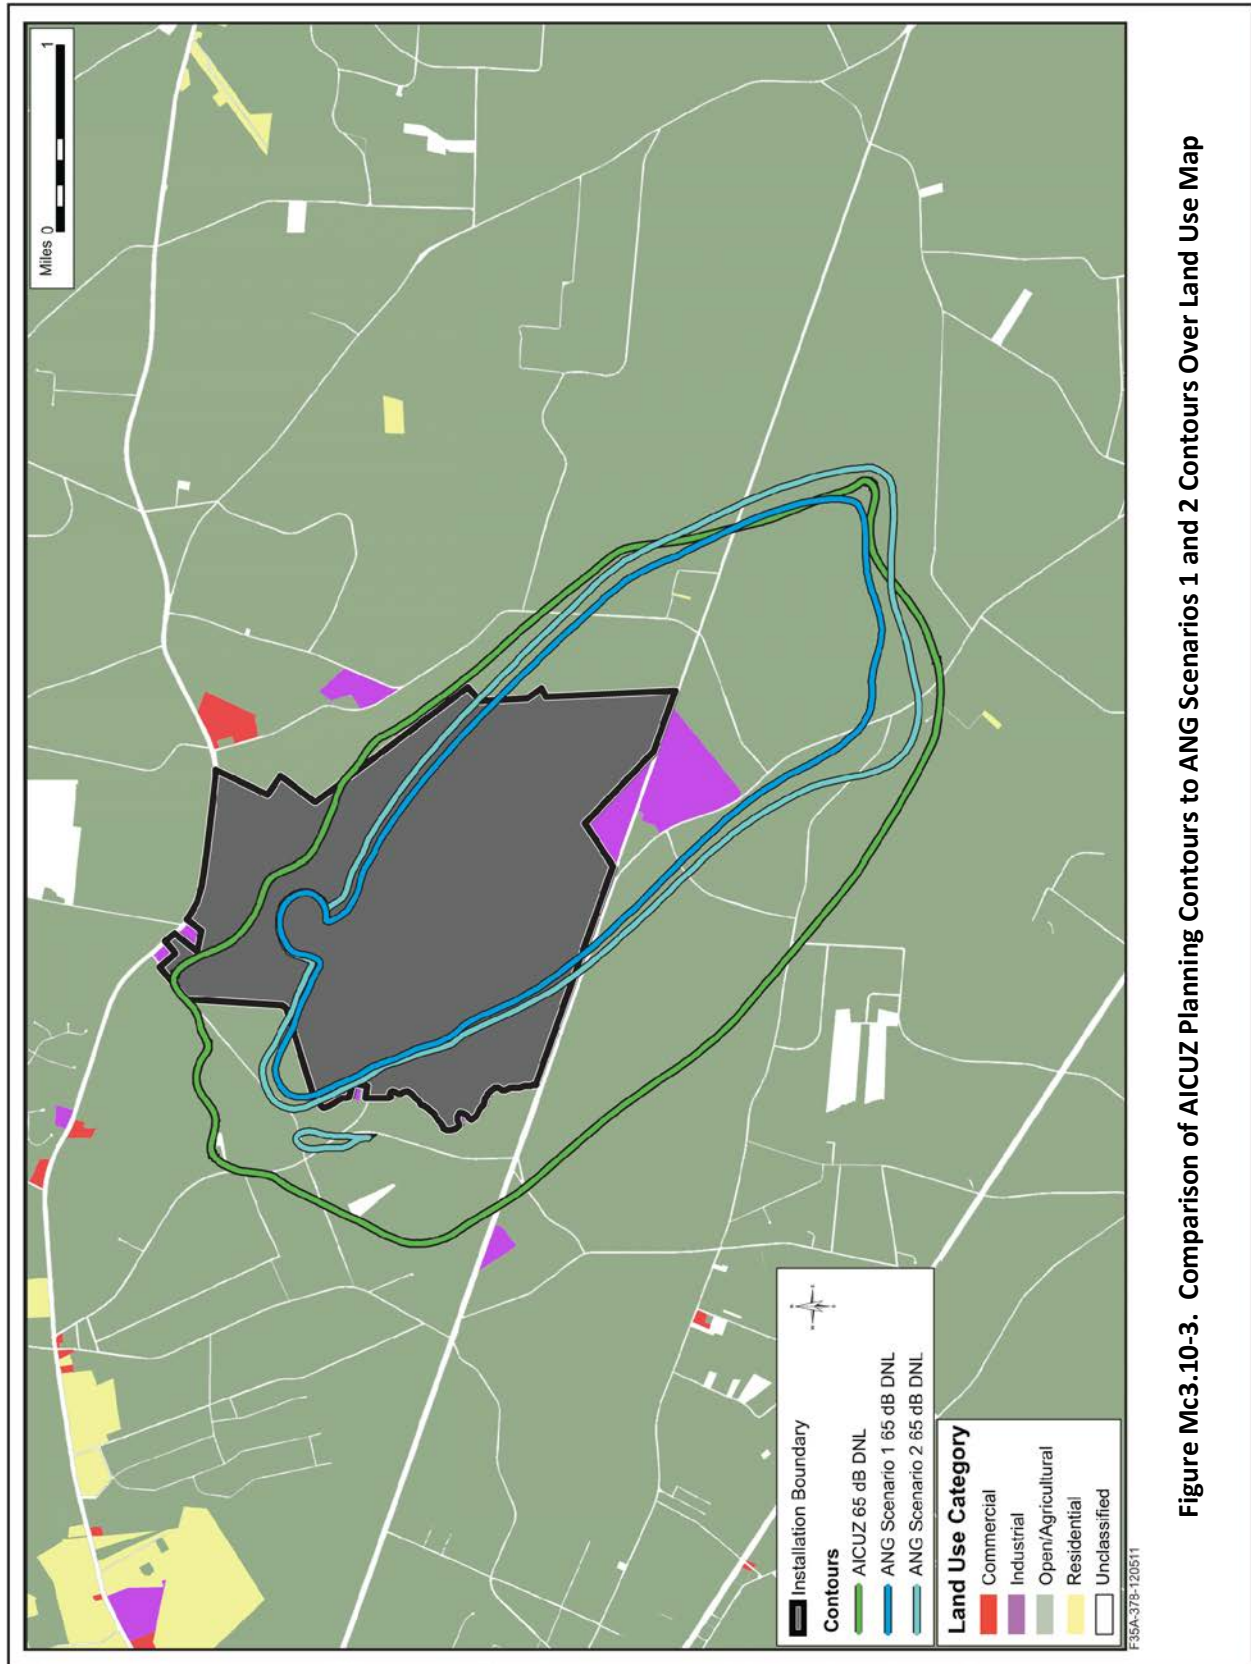 Miles 0 1
Installation Boundary
Contours
AICUZ 65 dB DNL
ANG Scenario 1 65 dB DNL
ANG Scenario 2 65 dB DNL
Land Use Category
Commercial
Industrial
Open/Agricultural
Residential
Unclassified
F35A-378-120511
Figure Mc3.10-3. Comparison of AICUZ Planning Contours to ANG Scenarios 1 and 2 Contours Over Land Use Map